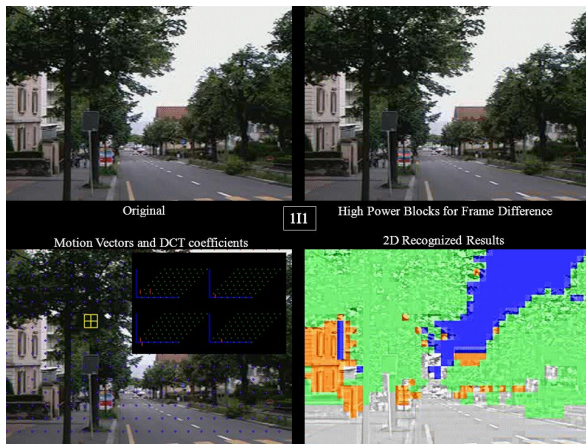 Original
1I1
High Power Blocks for Frame Difference
Motion Vectors and DCT coefficients
2D Recognized Results